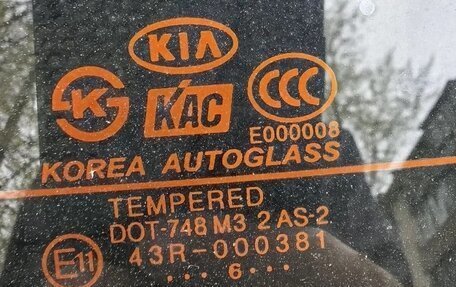 KIA
K KAC CCC
E000008
KOREA AUTOGLASS
TEMPERED
DOT-748 M3 2 AS-2
E11 43R-000381
••• 6 •••